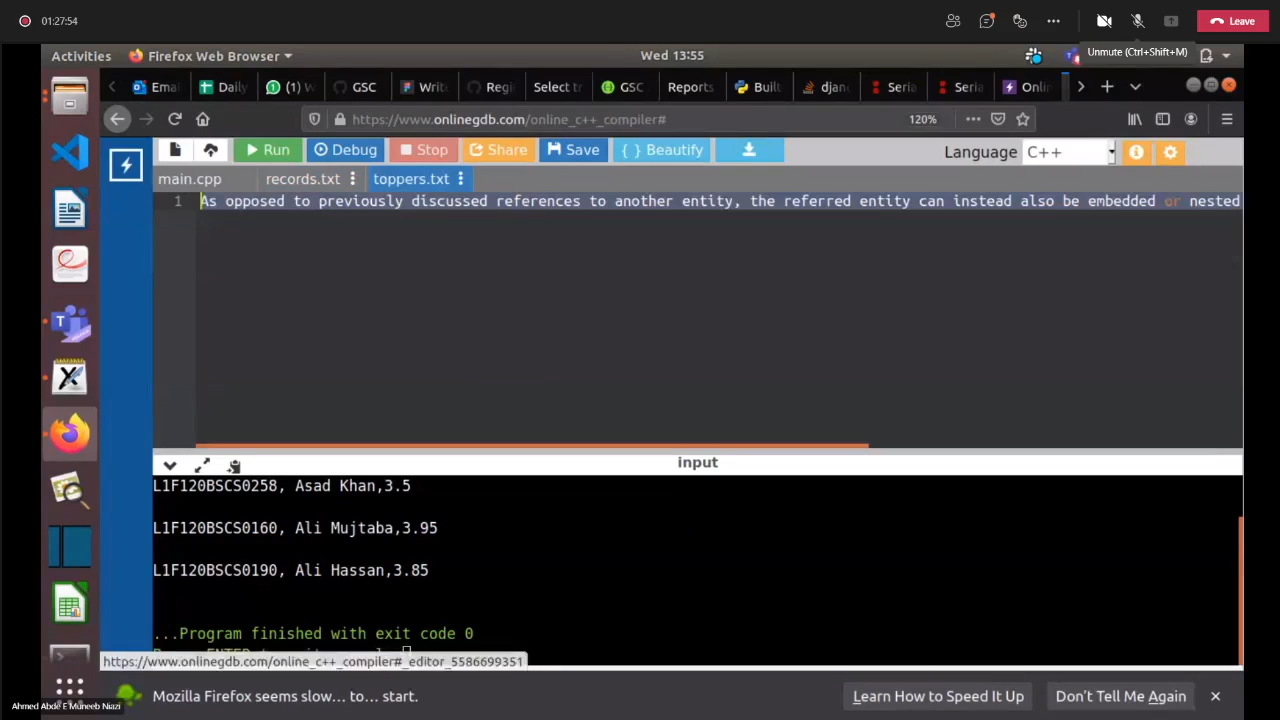 01:27:54
Leave
Unmute (Ctrl+Shift+M)
Activities
Firefox Web Browser
Wed 13:55
Emai
Daily
(1) W
GSC
Write
Regi
Select tr
GSC
Reports
Built
djan
Seria
Seria
Onlin
https://www.onlinegdb.com/online_c++_compiler#
120%
Run
Debug
Stop
Share
Save
{ } Beautify
Language
C++
main.cpp
records.txt
toppers.txt
1 As opposed to previously discussed references to another entity, the referred entity can instead also be embedded or nested
input
L1F120BSCS0258, Asad Khan,3.5
L1F120BSCS0160, Ali Mujtaba,3.95
L1F120BSCS0190, Ali Hassan,3.85
...Program finished with exit code 0
https://www.onlinegdb.com/online_c++_compiler#_editor_5586699351
Mozilla Firefox seems slow... to... start.
Learn How to Speed It Up
Don't Tell Me Again
Ahmed Abde E Muneeb Niazi